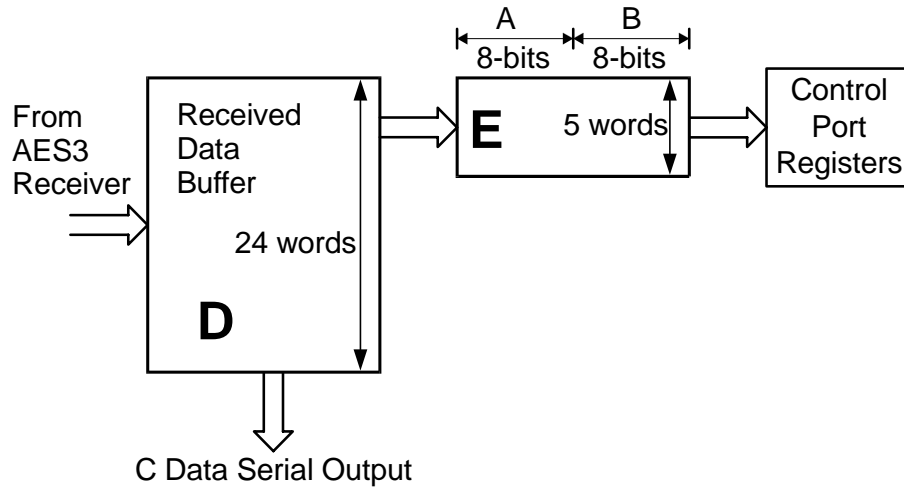 A
B
8-bits
8-bits
From
AES3
Receiver
Received
Data
Buffer
24 words
D
E
5 words
Control
Port
Registers
C Data Serial Output